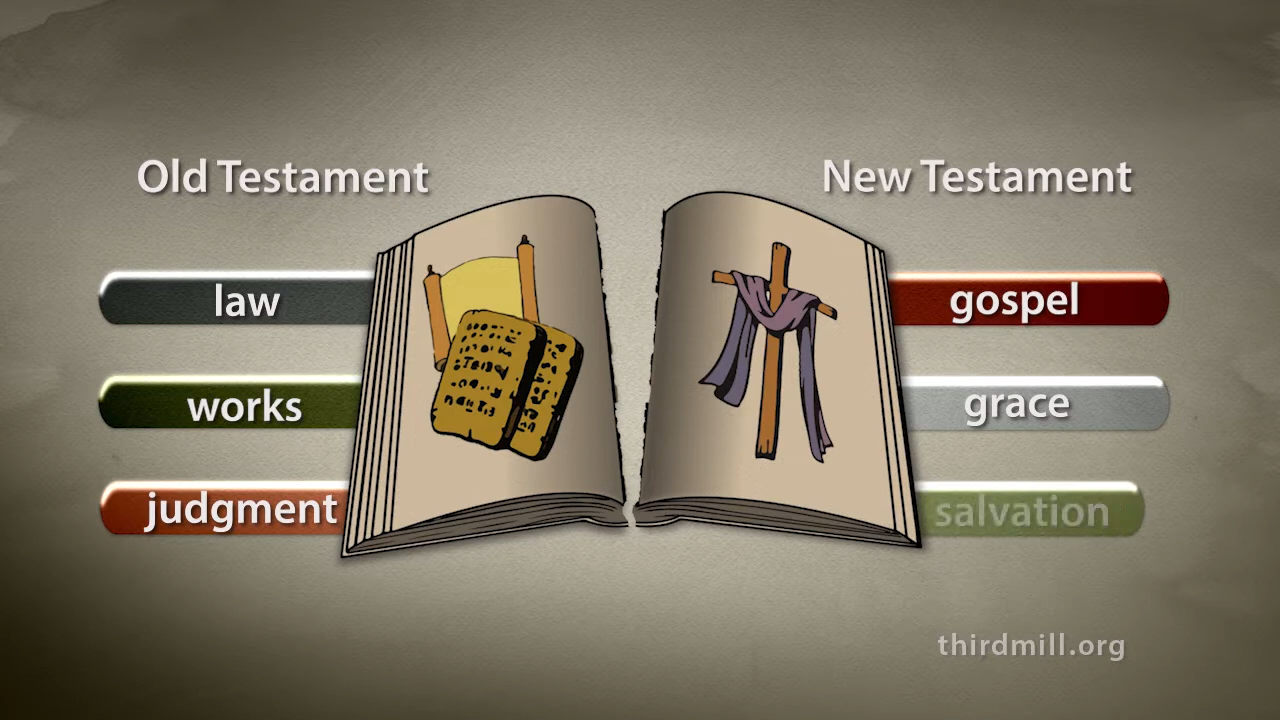 Old Testament
New Testament
law
gospel
works
grace
judgment
salvation
thirdmill.org